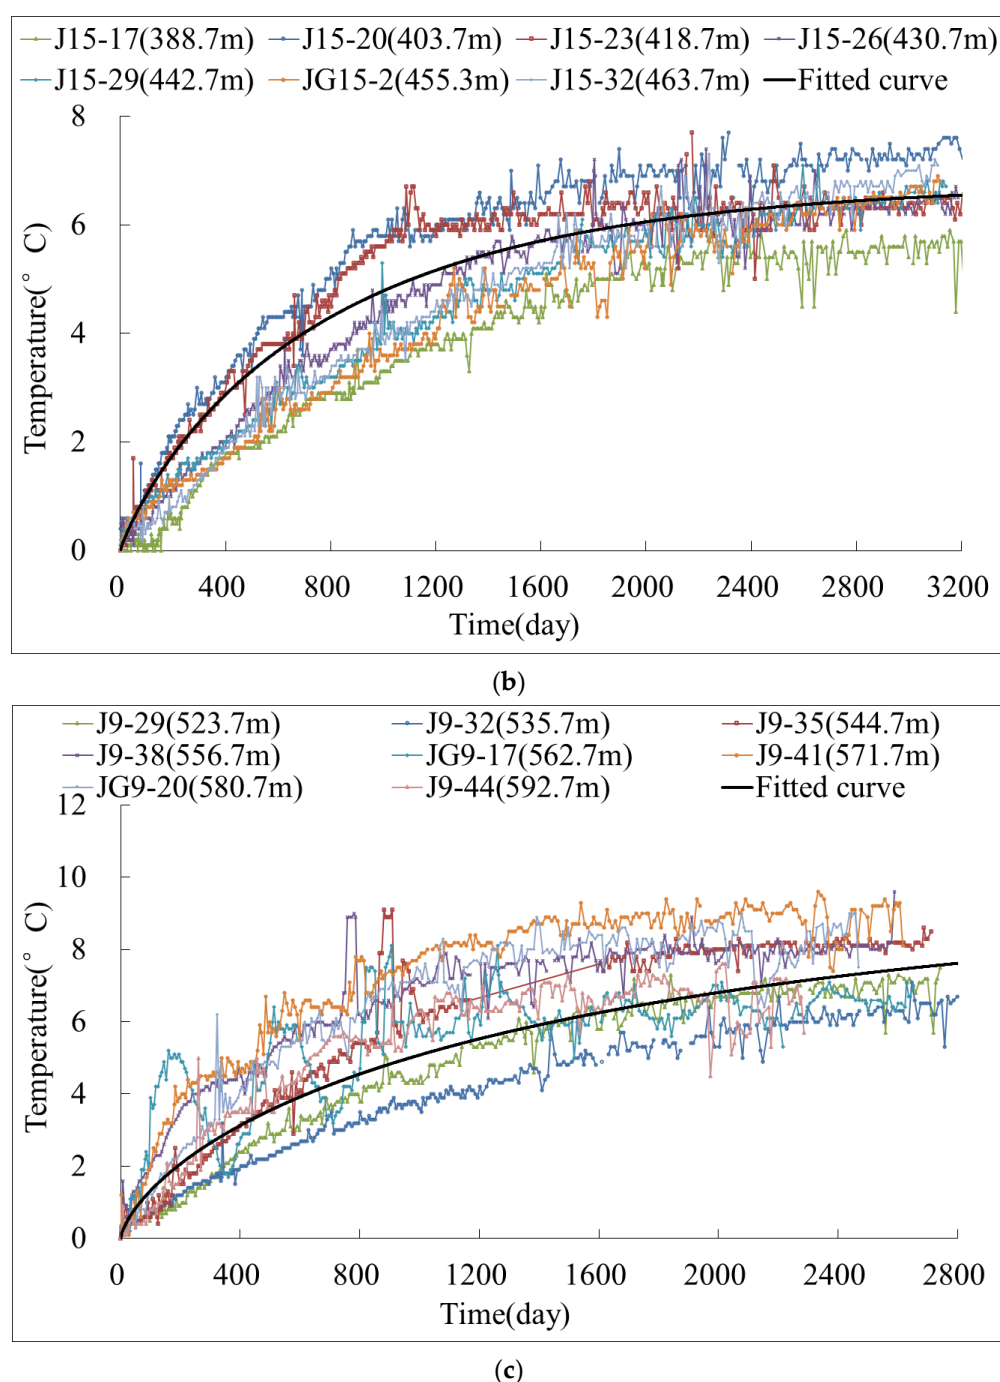 J15-17(388.7m) J15-20(403.7m) J15-23(418.7m) J15-26(430.7m)
J15-29(442.7m) JG15-2(455.3m) J15-32(463.7m) Fitted curve
8
6
4
2
0
Temperature(° C)
0 400 800 1200 1600 2000 2400 2800 3200
Time(day)
(b)
J9-29(523.7m) J9-32(535.7m) J9-35(544.7m)
J9-38(556.7m) JG9-17(562.7m) J9-41(571.7m)
JG9-20(580.7m) J9-44(592.7m) Fitted curve
12
10
8
6
4
2
0
Temperature(° C)
0 400 800 1200 1600 2000 2400 2800
Time(day)
(c)